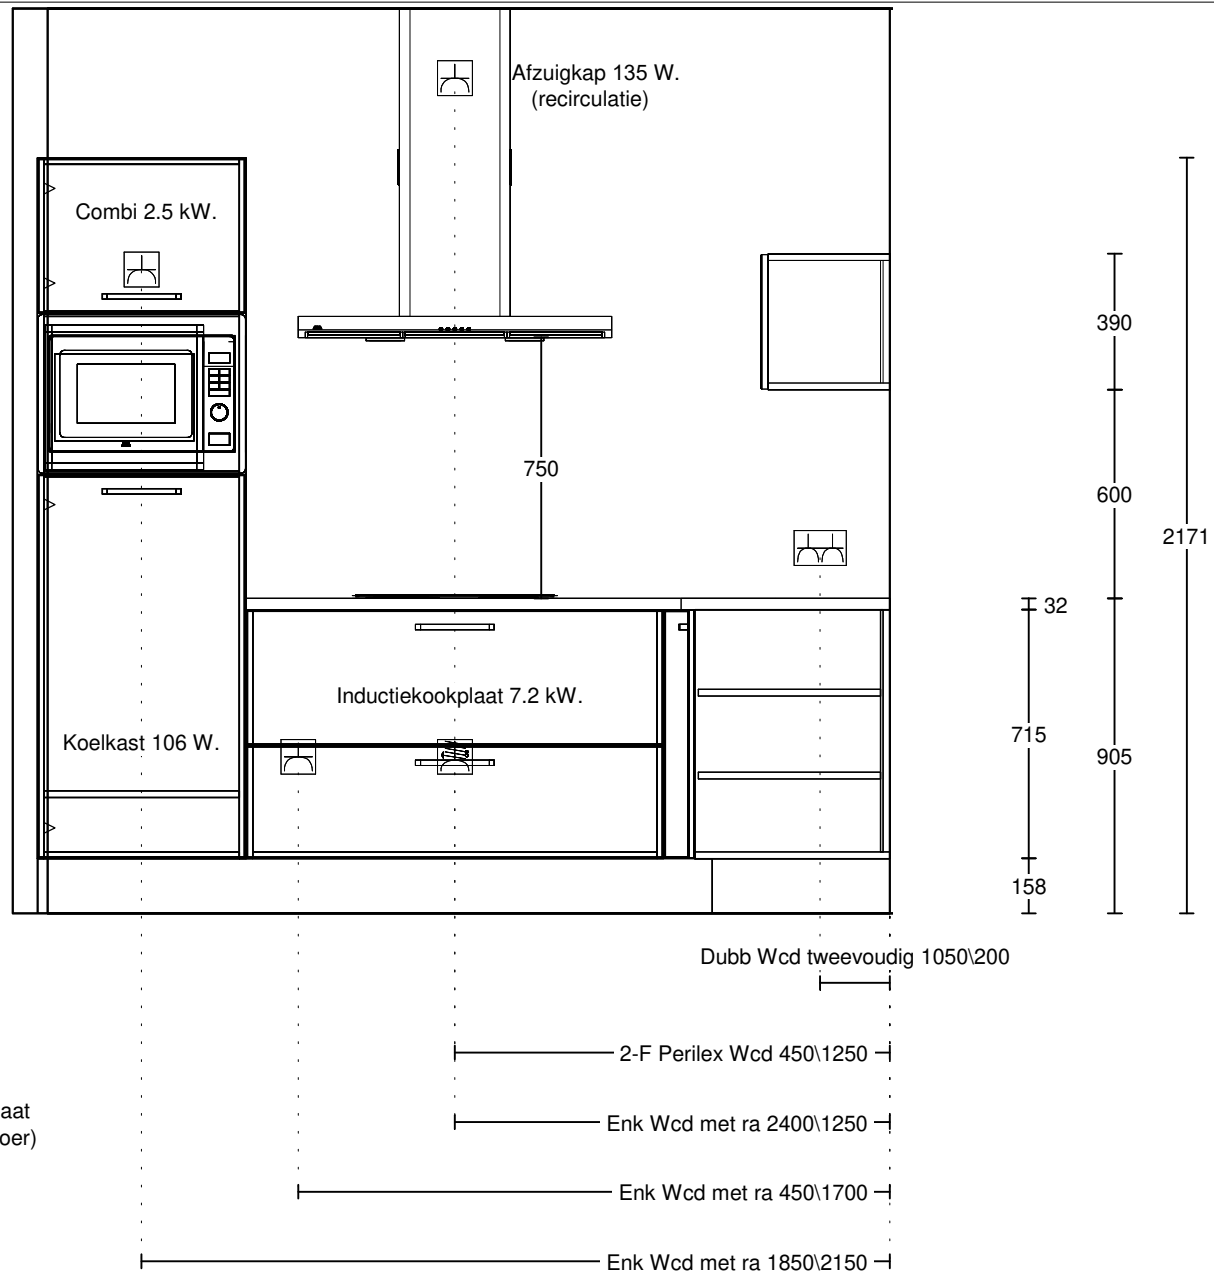 Afzuigkap 135 W.
(recirculatie)
Combi 2.5 kW.
390
750
600
2171
32
Inductiekookplaat 7.2 kW.
Koelkast 106 W.
715
905
158
Dubb Wcd tweevoudig 1050\200
2-F Perilex Wcd 450\1250
aat
Enk Wcd met ra 2400\1250
oer)
Enk Wcd met ra 450\1700
Enk Wcd met ra 1850\2150